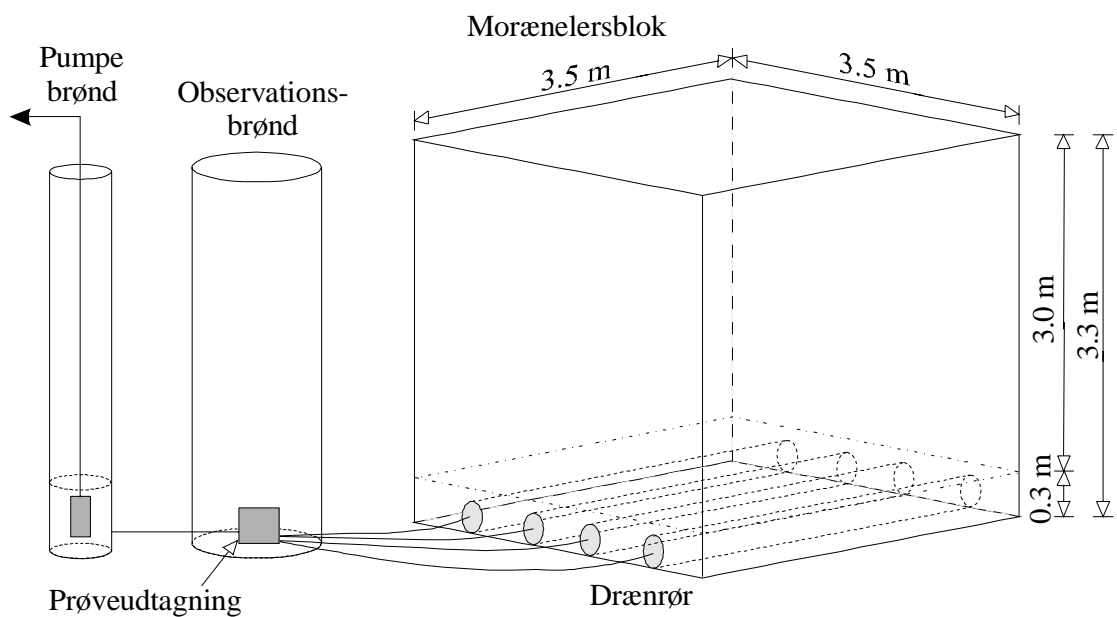 Morænelersblok
Pumpe
brønd
Observations-
brønd
3.5 m
3.5 m
3.0 m
3.3 m
0.3 m
Prøveudtagning
Drænrør